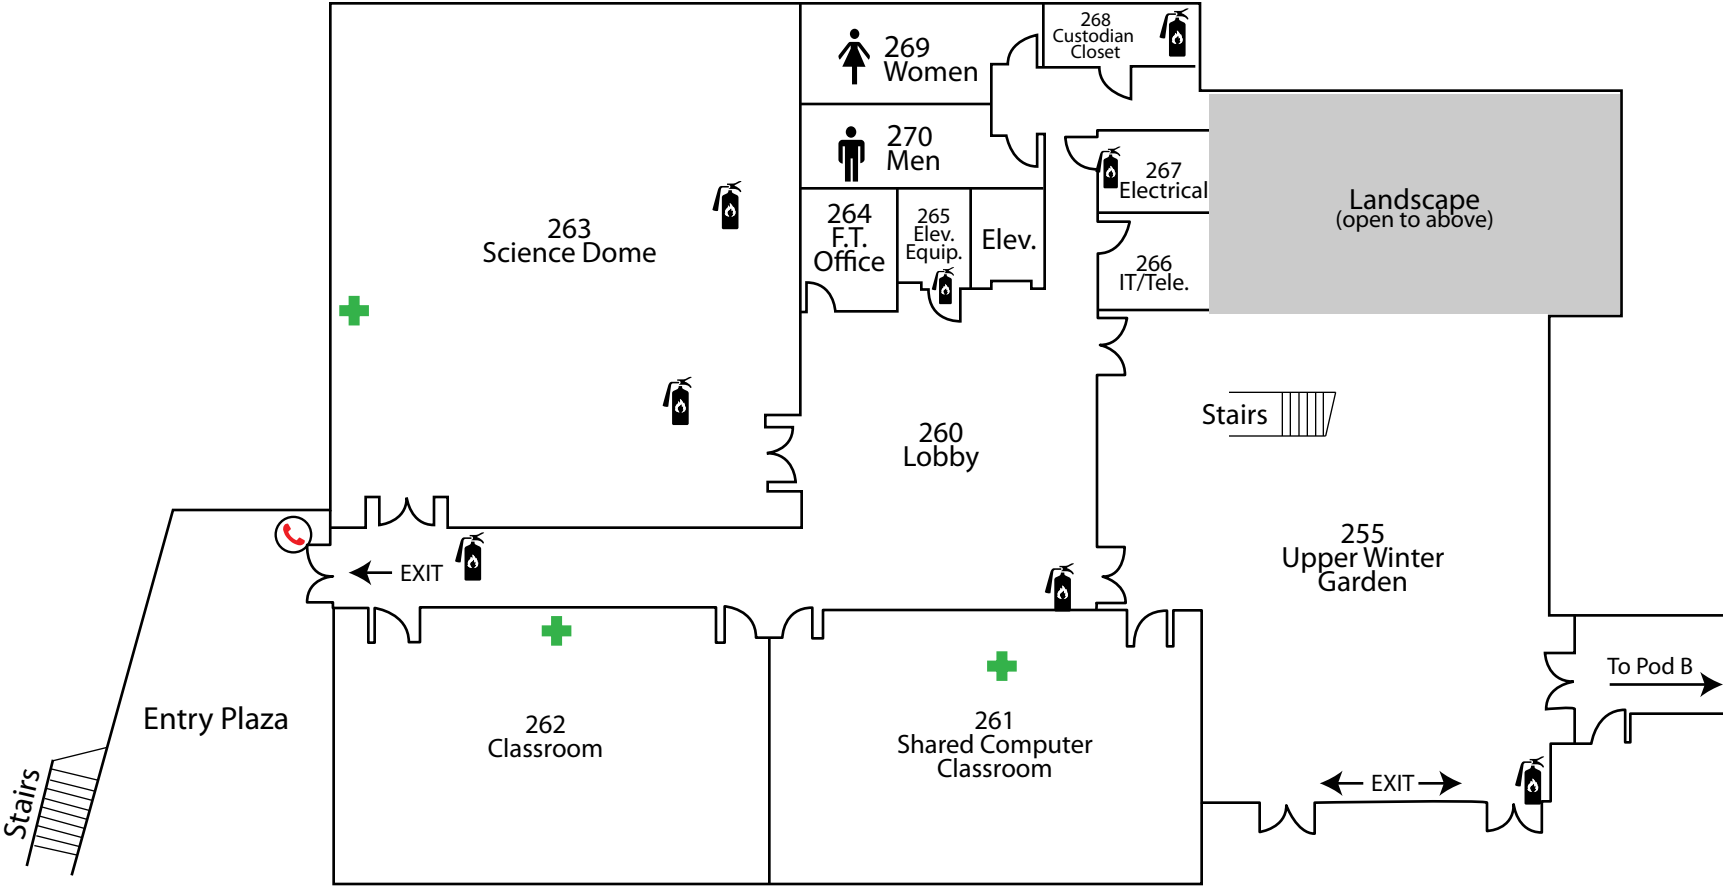 268
Custodian
Closet
269
Women
270
Men
267
Electrical
Landscape
(open to above)
263
Science Dome
264
F.T.
Office
265
Elev.
Equip.
Elev.
266
IT/Tele.
Stairs
260
Lobby
255
Upper Winter
Garden
EXIT
To Pod B
Entry Plaza
262
Classroom
261
Shared Computer
Classroom
EXIT
Stairs